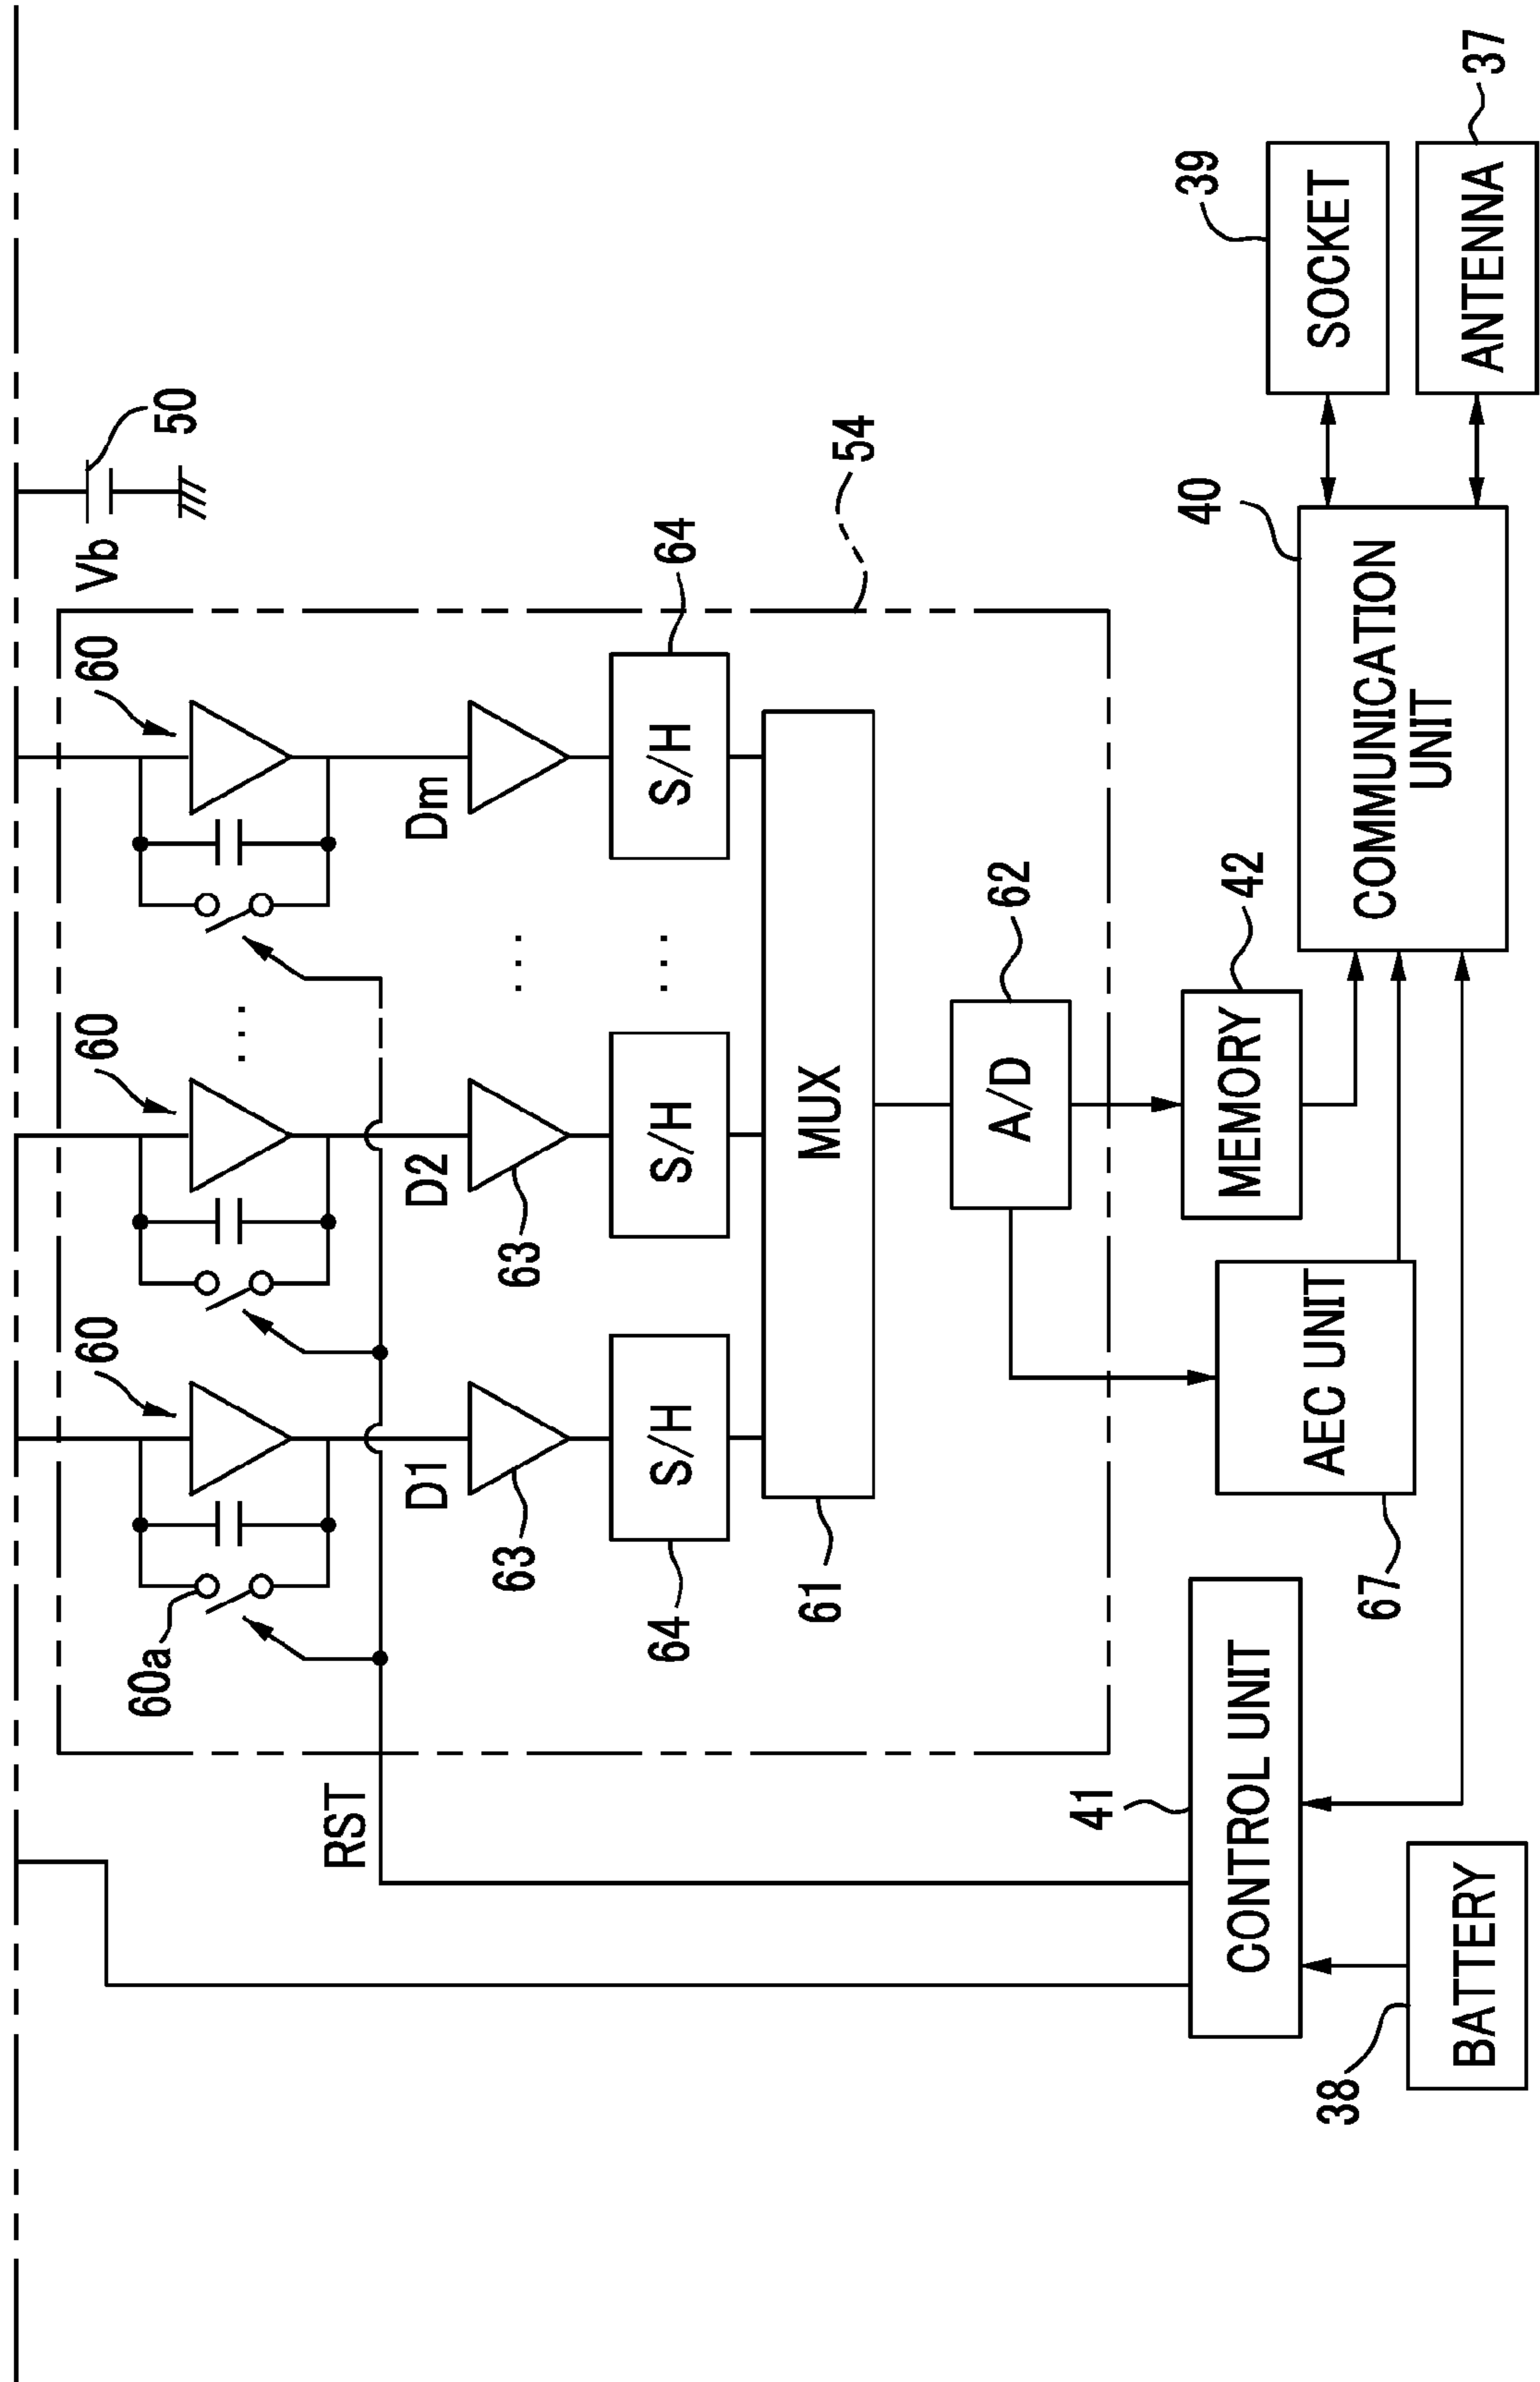 Vb
50
60
60
60
60a
54
RST
D1
D2
Dm
63
63
64
S/H
S/H
S/H
64
61
MUX
A/D
62
41
CONTROL UNIT
AEC UNIT
67
MEMORY
42
40
COMMUNICATION
UNIT
39
SOCKET
38
BATTERY
ANTENNA
37